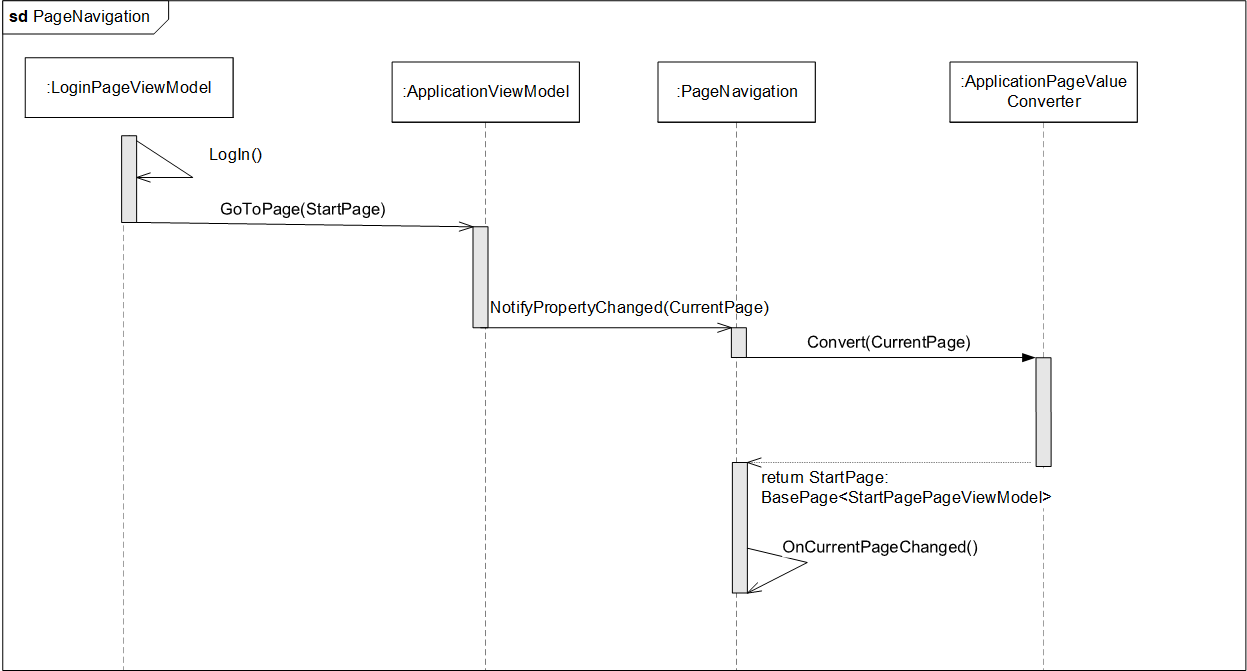 sd PageNavigation
:LoginPageViewModel
:ApplicationViewModel
:PageNavigation
:ApplicationPageValue
Converter
LogIn()
GoToPage(StartPage)
NotifyPropertyChanged(CurrentPage)
Convert(CurrentPage)
return StartPage:
BasePage<StartPagePageViewModel>
OnCurrentPageChanged()